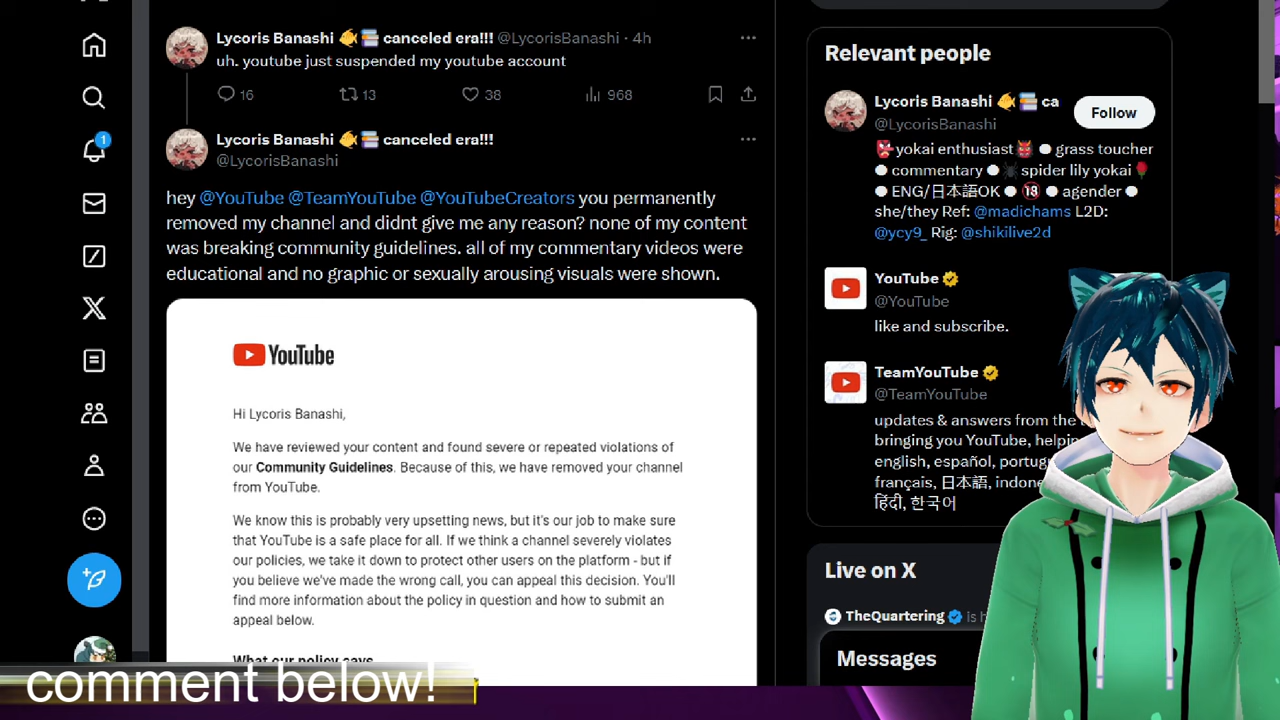 Lycoris Banashi 🐠📚 canceled era!!! @LycorisBanashi · 4h
uh. youtube just suspended my youtube account
16 13 38 968
Lycoris Banashi 🐠📚 canceled era!!!
@LycorisBanashi
hey @YouTube @TeamYouTube @YouTubeCreators you permanently
removed my channel and didnt give me any reason? none of my content
was breaking community guidelines. all of my commentary videos were
educational and no graphic or sexually arousing visuals were shown.
YouTube
Hi Lycoris Banashi,
We have reviewed your content and found severe or repeated violations of
our Community Guidelines. Because of this, we have removed your channel
from YouTube.
We know this is probably very upsetting news, but it's our job to make sure
that YouTube is a safe place for all. If we think a channel severely violates
our policies, we take it down to protect other users on the platform - but if
you believe we've made the wrong call, you can appeal this decision. You'll
find more information about the policy in question and how to submit an
appeal below.
What our policy says
comment below!
1
Relevant people
Lycoris Banashi 🐠📚 ca
Follow
@LycorisBanashi
👺yokai enthusiast👹 ● grass toucher
● commentary ● 🕷 spider lily yokai🌹
● ENG/日本語OK ● 🔞 ● agender ●
she/they Ref: @madichams L2D:
@ycy9_ Rig: @shikilive2d
YouTube
@YouTube
like and subscribe.
TeamYouTube
@TeamYouTube
updates & answers from the
bringing you YouTube, helpin
english, español, portug
français, 日本語, indone
हिंदी, 한국어
Live on X
TheQuartering is
Messages